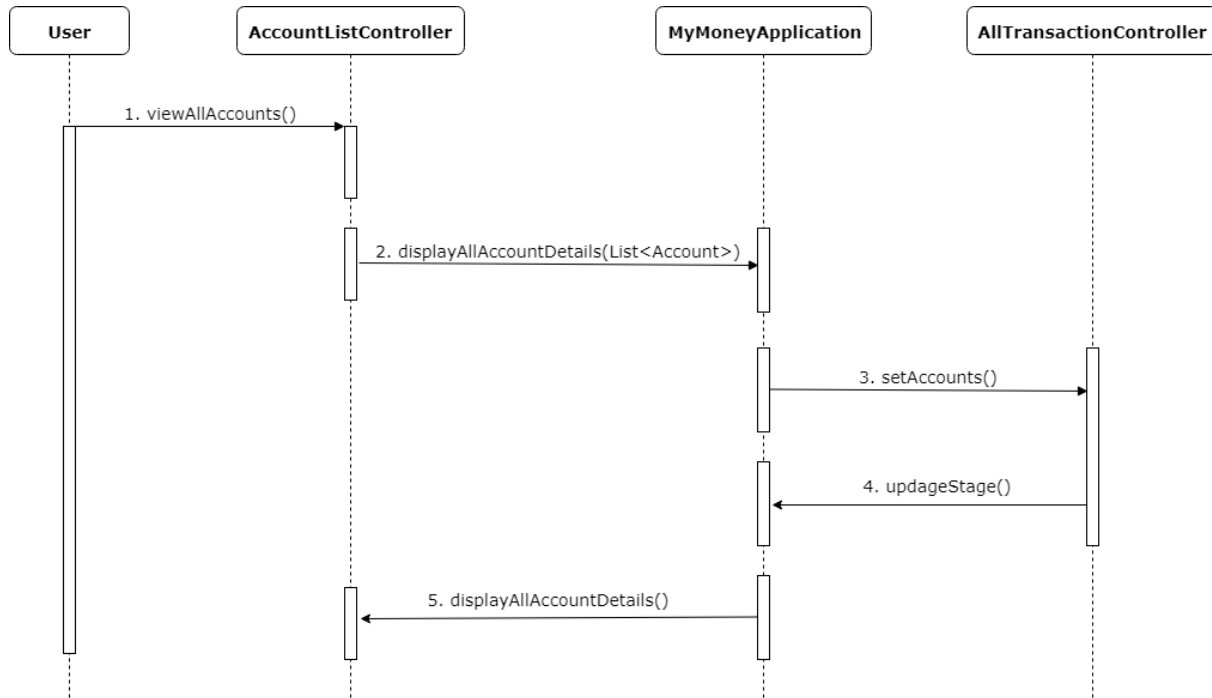 User
AccountListController
MyMoneyApplication
AllTransactionController
1. viewAllAccounts()
2. displayAllAccountDetails(List<Account>)
3. setAccounts()
4. updageStage()
5. displayAllAccountDetails()